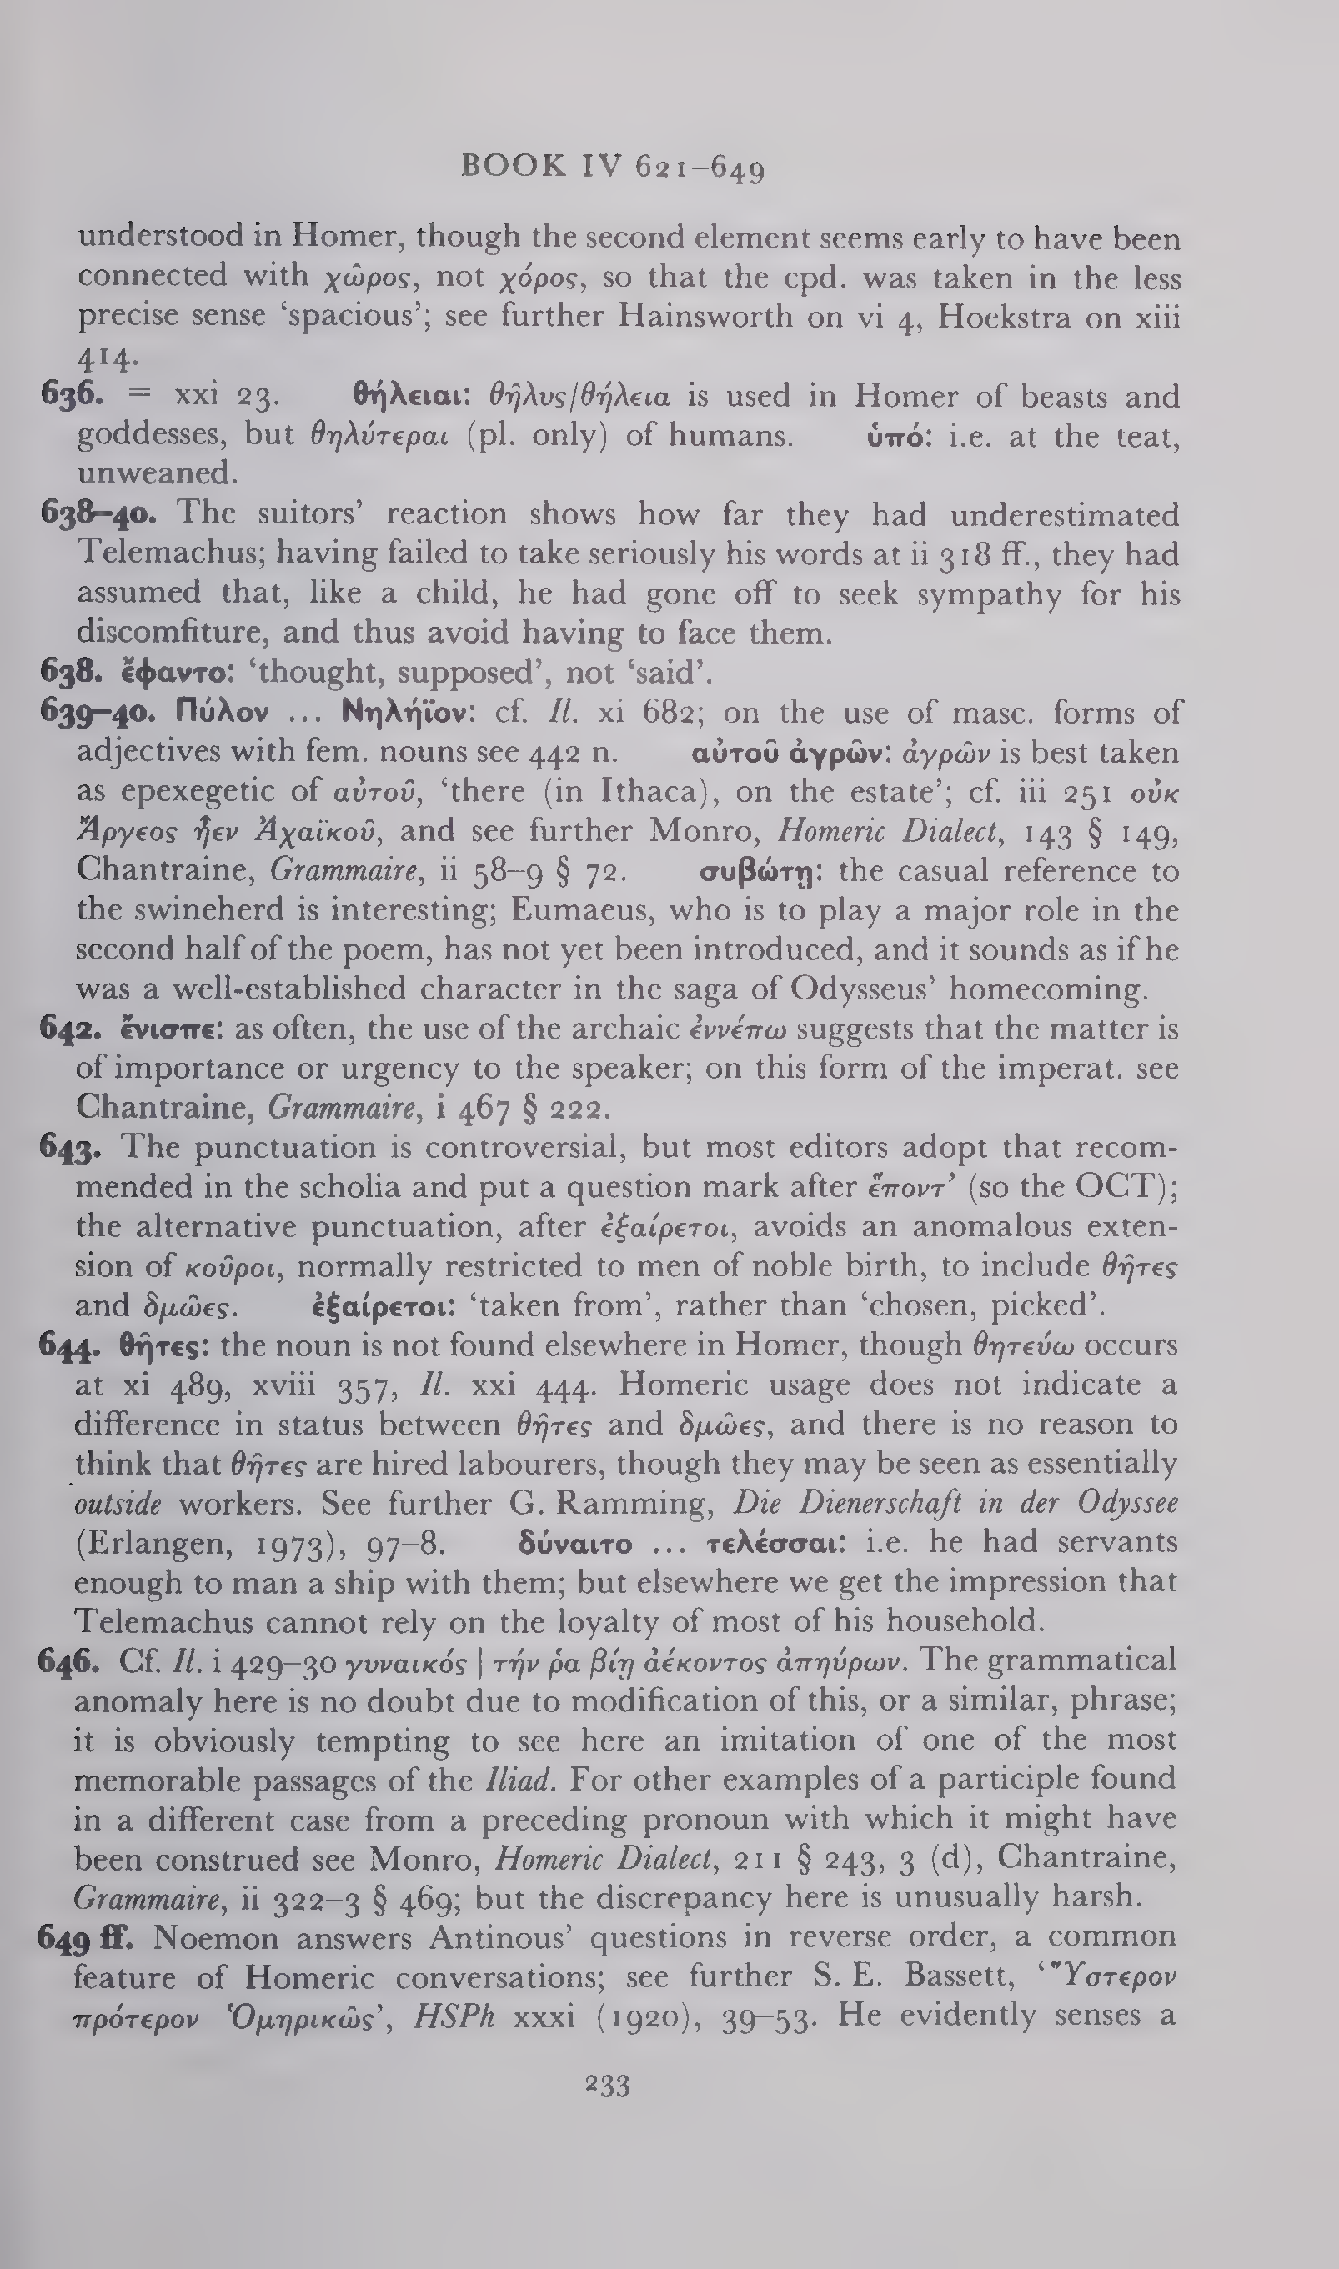 BOOK IV 621–649
understood in Homer, though the second element seems early to have been
connected with χῶρος, not χόρος, so that the cpd. was taken in the less
precise sense ‘spacious’; see further Hainsworth on vi 4, Hoekstra on xiii
414.
636. = xxi 23. θήλειαι: θῆλυς/θήλεια is used in Homer of beasts and
goddesses, but θηλύτεραι (pl. only) of humans. ὑπό: i.e. at the teat,
unweaned.
638–40. The suitors’ reaction shows how far they had underestimated
Telemachus; having failed to take seriously his words at ii 318 ff., they had
assumed that, like a child, he had gone off to seek sympathy for his
discomfiture, and thus avoid having to face them.
638. ἔφαντο: ‘thought, supposed’, not ‘said’.
639–40. Πύλον ... Νηλήϊον: cf. Il. xi 682; on the use of masc. forms of
adjectives with fem. nouns see 442 n. αὐτοῦ ἀγρῶν: ἀγρῶν is best taken
as epexegetic of αὐτοῦ, ‘there (in Ithaca), on the estate’; cf. iii 251 οὐκ
Ἄργεος ἦεν Ἀχαϊκοῦ, and see further Monro, Homeric Dialect, 143 § 149,
Chantraine, Grammaire, ii 58–9 § 72. συβώτῃ: the casual reference to
the swineherd is interesting; Eumaeus, who is to play a major role in the
second half of the poem, has not yet been introduced, and it sounds as if he
was a well-established character in the saga of Odysseus’ homecoming.
642. ἔνισπε: as often, the use of the archaic ἐννέπω suggests that the matter is
of importance or urgency to the speaker; on this form of the imperat. see
Chantraine, Grammaire, i 467 § 222.
643. The punctuation is controversial, but most editors adopt that recom-
mended in the scholia and put a question mark after ἕποντ’ (so the OCT);
the alternative punctuation, after ἐξαίρετοι, avoids an anomalous exten-
sion of κοῦροι, normally restricted to men of noble birth, to include θῆτες
and δμῶες. ἐξαίρετοι: ‘taken from’, rather than ‘chosen, picked’.
644. θῆτες: the noun is not found elsewhere in Homer, though θητεύω occurs
at xi 489, xviii 357, Il. xxi 444. Homeric usage does not indicate a
difference in status between θῆτες and δμῶες, and there is no reason to
think that θῆτες are hired labourers, though they may be seen as essentially
outside workers. See further G. Ramming, Die Dienerschaft in der Odyssee
(Erlangen, 1973), 97–8. δύναιτο ... τελέσσαι: i.e. he had servants
enough to man a ship with them; but elsewhere we get the impression that
Telemachus cannot rely on the loyalty of most of his household.
646. Cf. Il. i 429–30 γυναικός | τήν ῥα βίῃ ἀέκοντος ἀπηύρων. The grammatical
anomaly here is no doubt due to modification of this, or a similar, phrase;
it is obviously tempting to see here an imitation of one of the most
memorable passages of the Iliad. For other examples of a participle found
in a different case from a preceding pronoun with which it might have
been construed see Monro, Homeric Dialect, 211 § 243, 3 (d), Chantraine,
Grammaire, ii 322–3 § 469; but the discrepancy here is unusually harsh.
649 ff. Noemon answers Antinous’ questions in reverse order, a common
feature of Homeric conversations; see further S. E. Bassett, ‘Ὕστερον
πρότερον Ὁμηρικῶς’, HSPh xxxi (1920), 39–53. He evidently senses a
233